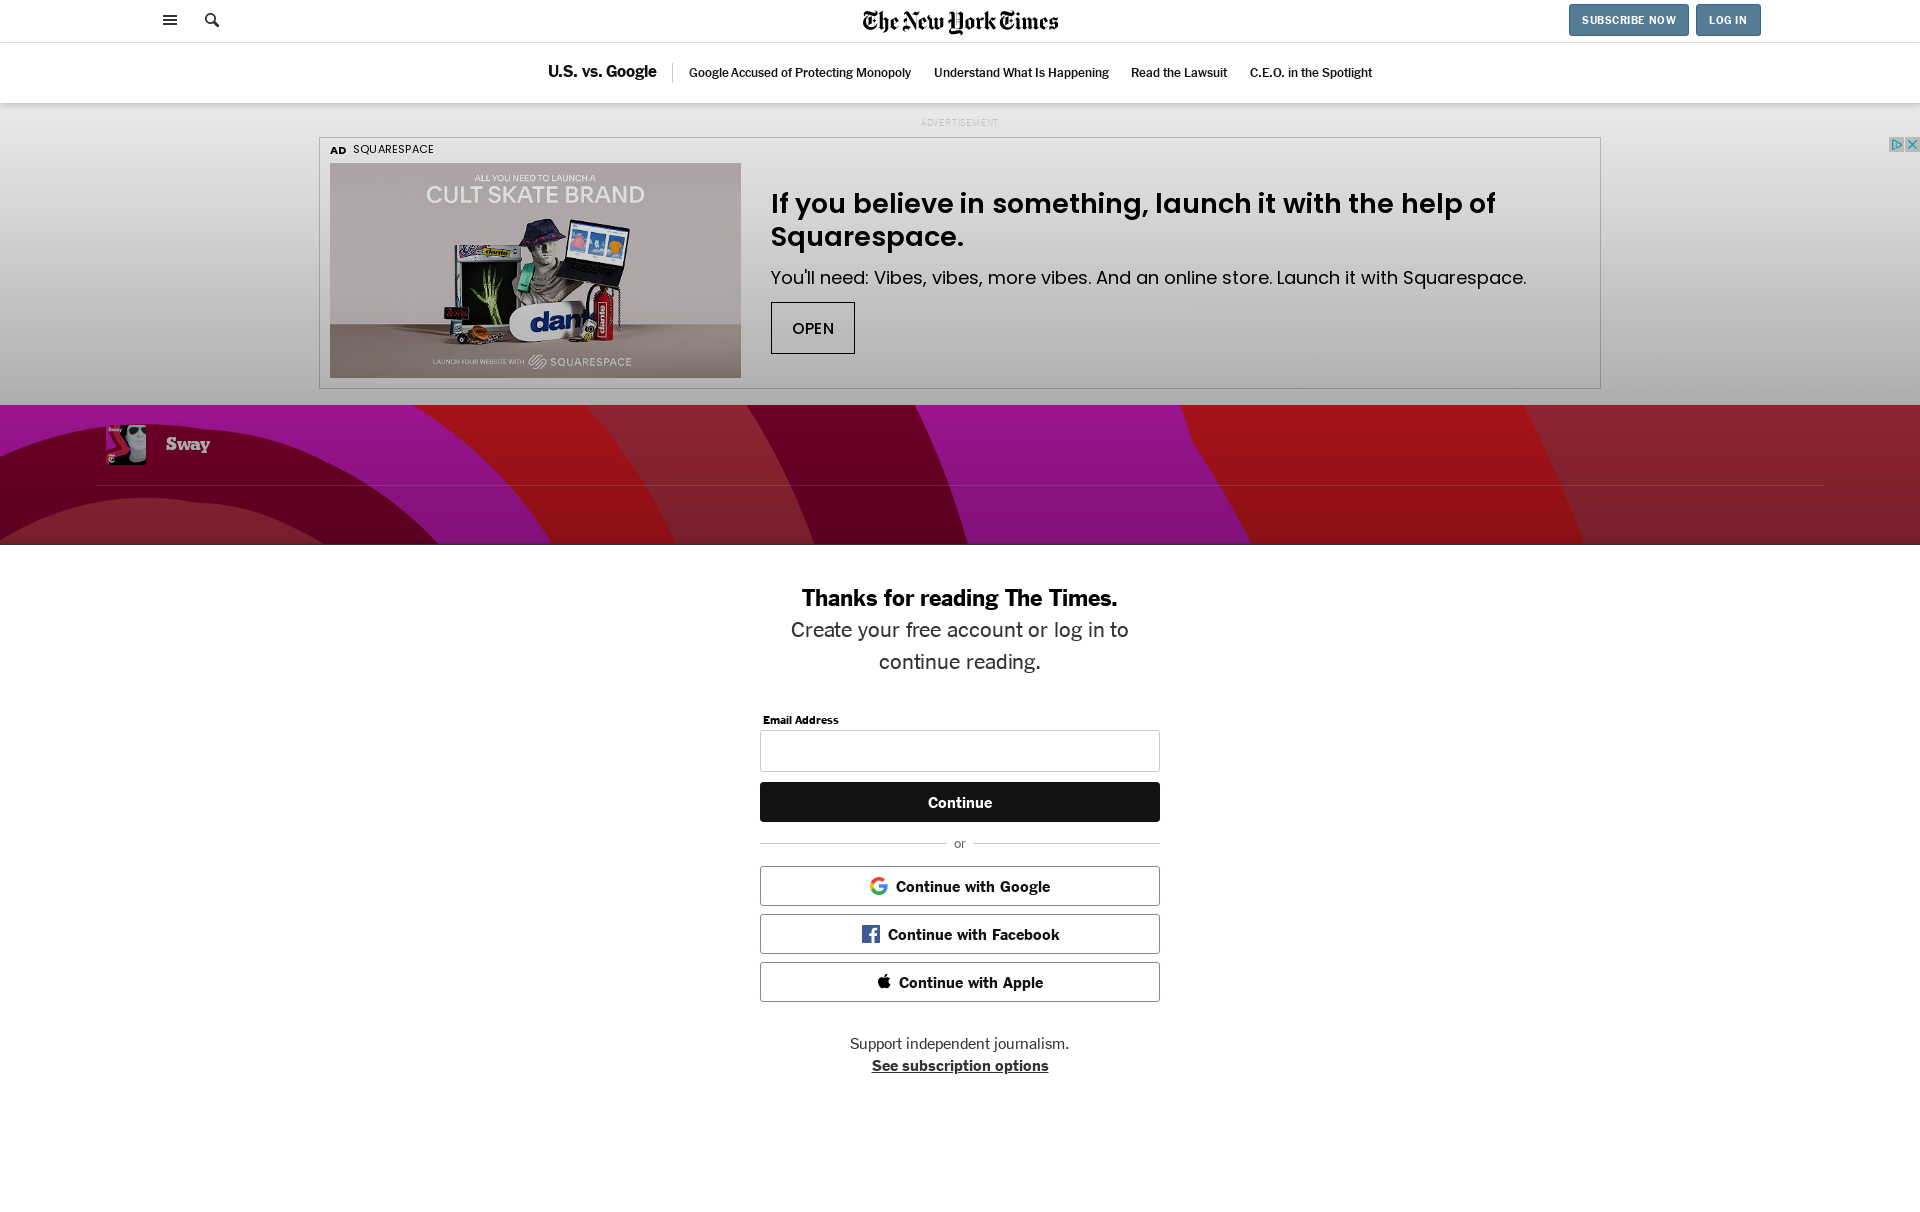 The New York Times
SUBSCRIBE NOW
LOG IN
U.S. vs. Google
Google Accused of Protecting Monopoly
Understand What Is Happening
Read the Lawsuit
C.E.O. in the Spotlight
ADVERTISEMENT
AD SQUARESPACE
ALL YOU NEED TO LAUNCH A
CULT SKATE BRAND
danto
LAUNCH YOUR WEBSITE WITH SQUARESPACE
If you believe in something, launch it with the help of
Squarespace.
You'll need: Vibes, vibes, more vibes. And an online store. Launch it with Squarespace.
OPEN
Sway
Thanks for reading The Times.
Create your free account or log in to
continue reading.
Email Address
Continue
or
Continue with Google
Continue with Facebook
Continue with Apple
Support independent journalism.
See subscription options